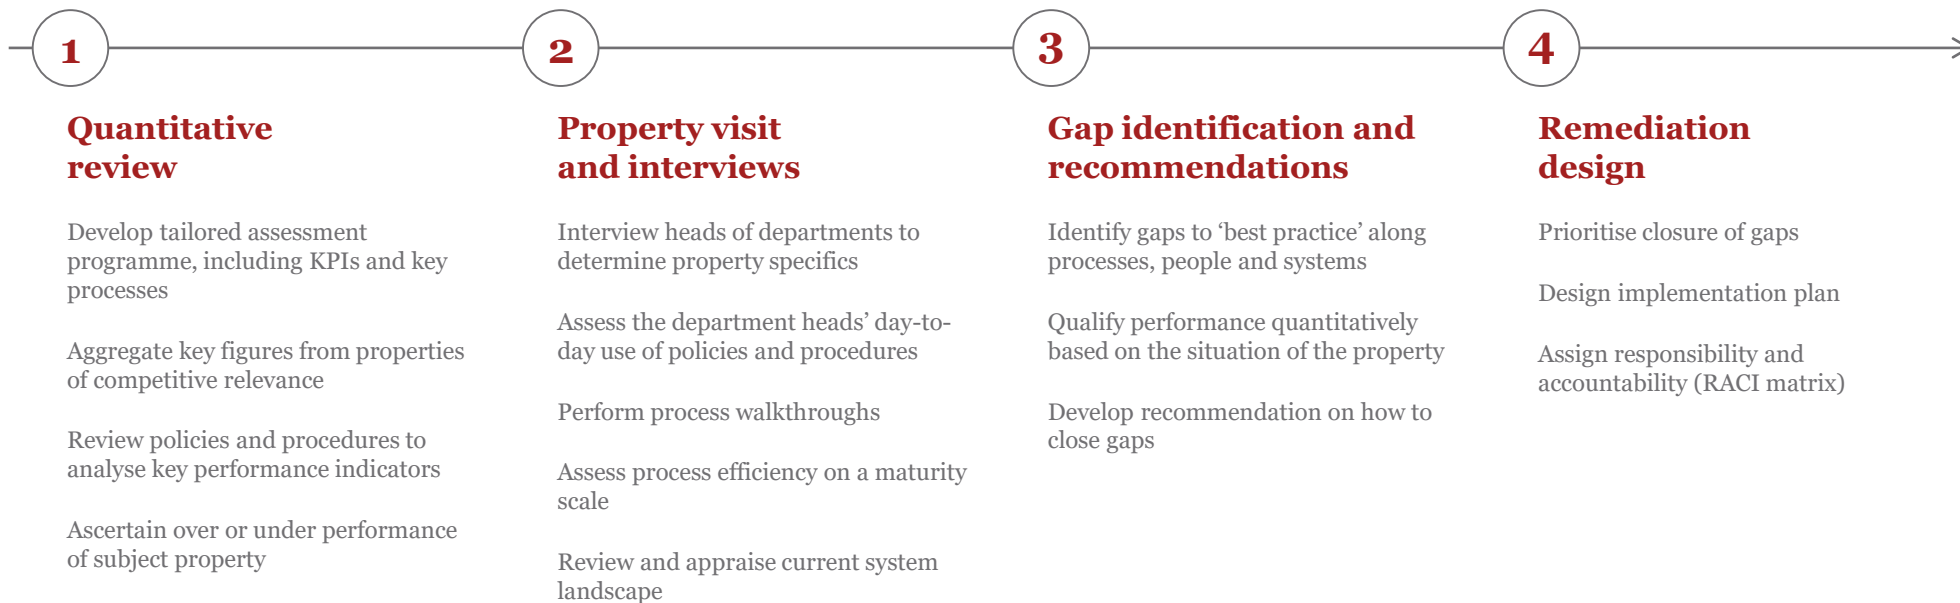 1
Quantitative
review
Develop tailored assessment
programme, including KPIs and key
processes
Aggregate key figures from properties
of competitive relevance
Review policies and procedures to
analyse key performance indicators
Ascertain over or under performance
of subject property
2
Property visit
and interviews
Interview heads of departments to
determine property specifics
Assess the department heads’ day-to-
day use of policies and procedures
Perform process walkthroughs
Assess process efficiency on a maturity
scale
Review and appraise current system
landscape
3
Gap identification and
recommendations
Identify gaps to ‘best practice’ along
processes, people and systems
Qualify performance quantitatively
based on the situation of the property
Develop recommendation on how to
close gaps
4
Remediation
design
Prioritise closure of gaps
Design implementation plan
Assign responsibility and
accountability (RACI matrix)